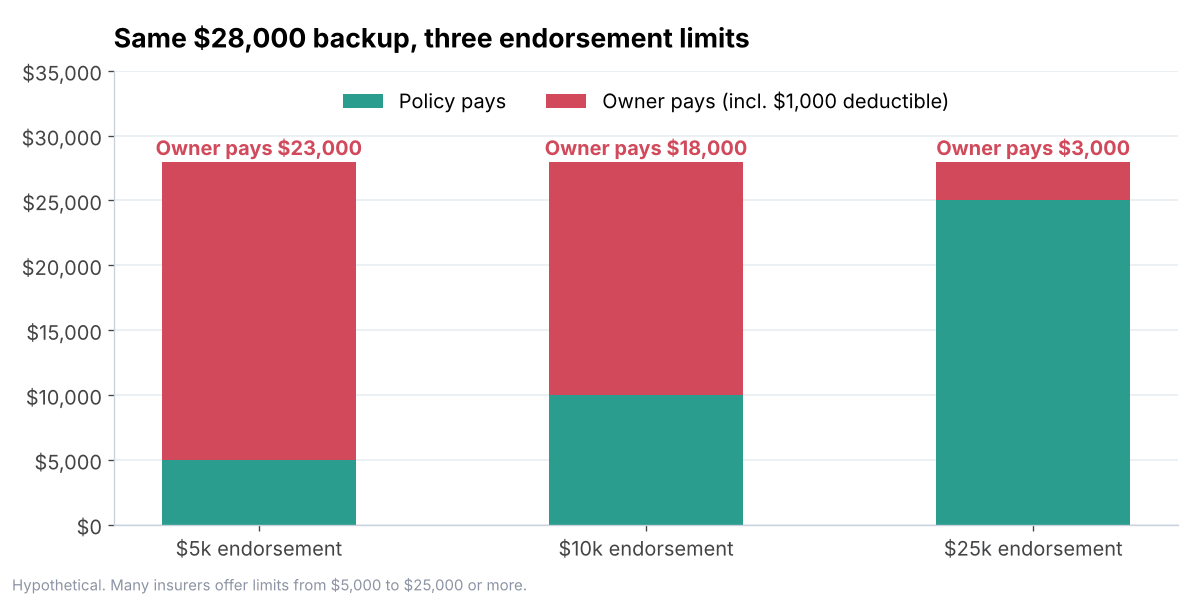 Same $28,000 backup, three endorsement limits
$35,000
Policy pays
Owner pays (incl. $1,000 deductible)
$30,000
Owner pays $23,000
Owner pays $18,000
Owner pays $3,000
$25,000
$20,000
$15,000
$10,000
$5,000
$0
$5k endorsement
$10k endorsement
$25k endorsement
Hypothetical. Many insurers offer limits from $5,000 to $25,000 or more.